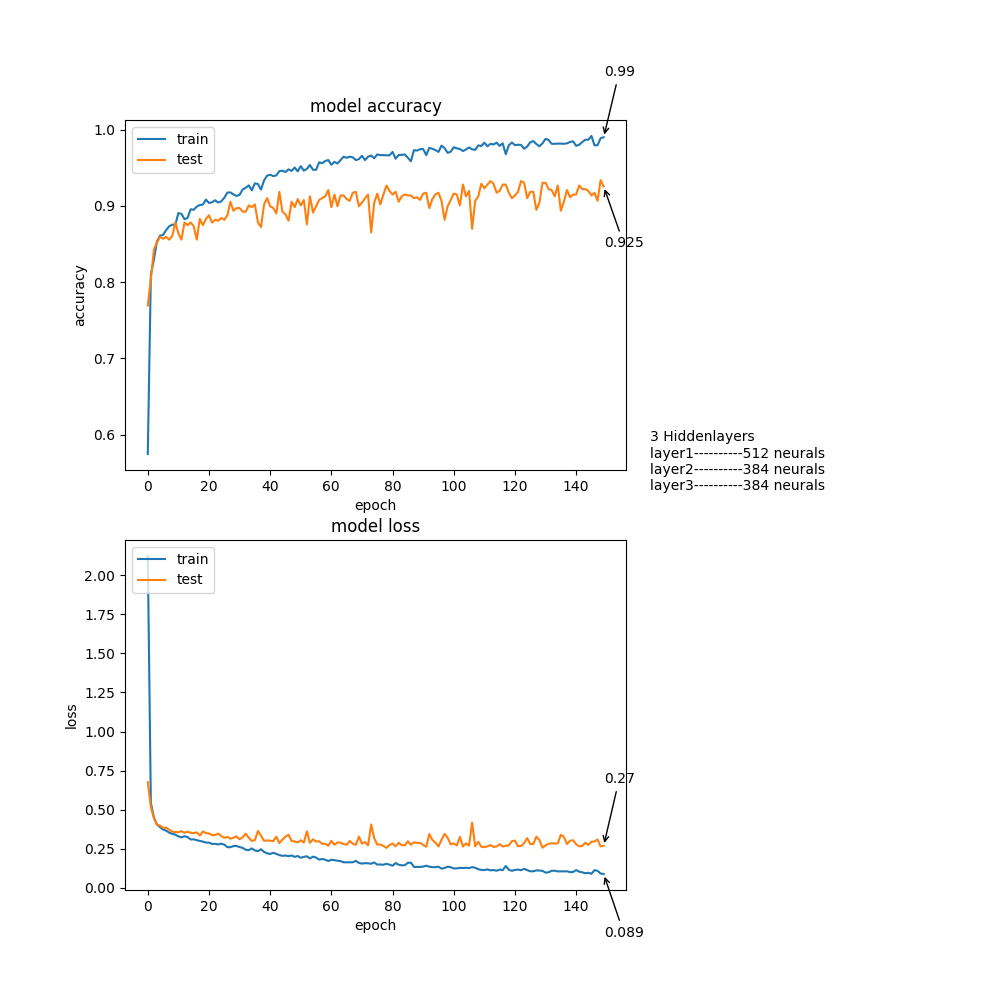 0.99
model accuracy
train
test
1.0
0.9
0.8
0.7
0.6
accuracy
0.925
0 20 40 60 80 100 120 140
epoch
3 Hiddenlayers
layer1----------512 neurals
layer2----------384 neurals
layer3----------384 neurals
model loss
train
test
2.00
1.75
1.50
1.25
1.00
0.75
0.50
0.25
0.00
loss
0.27
0 20 40 60 80 100 120 140
epoch
0.089